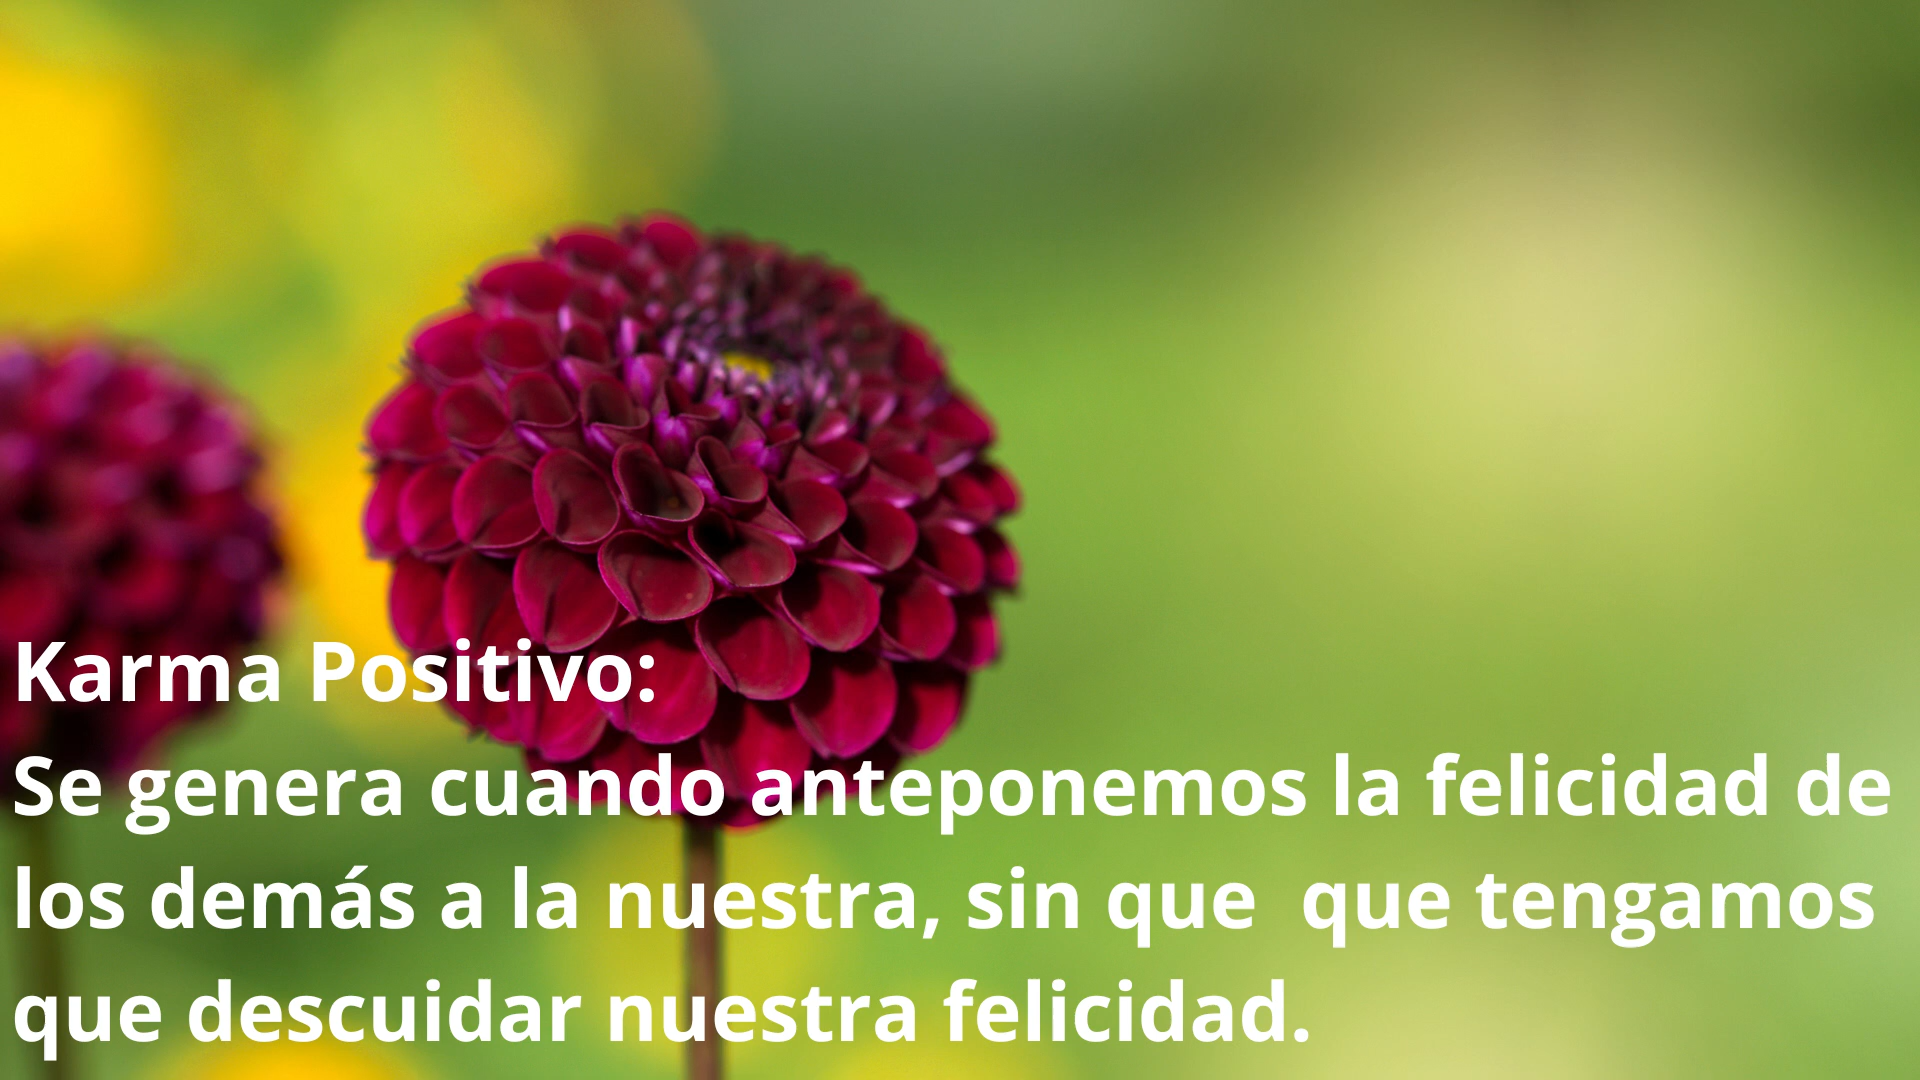 Karma Positivo:
Se genera cuando anteponemos la felicidad de
los demás a la nuestra, sin que  que tengamos
que descuidar nuestra felicidad.